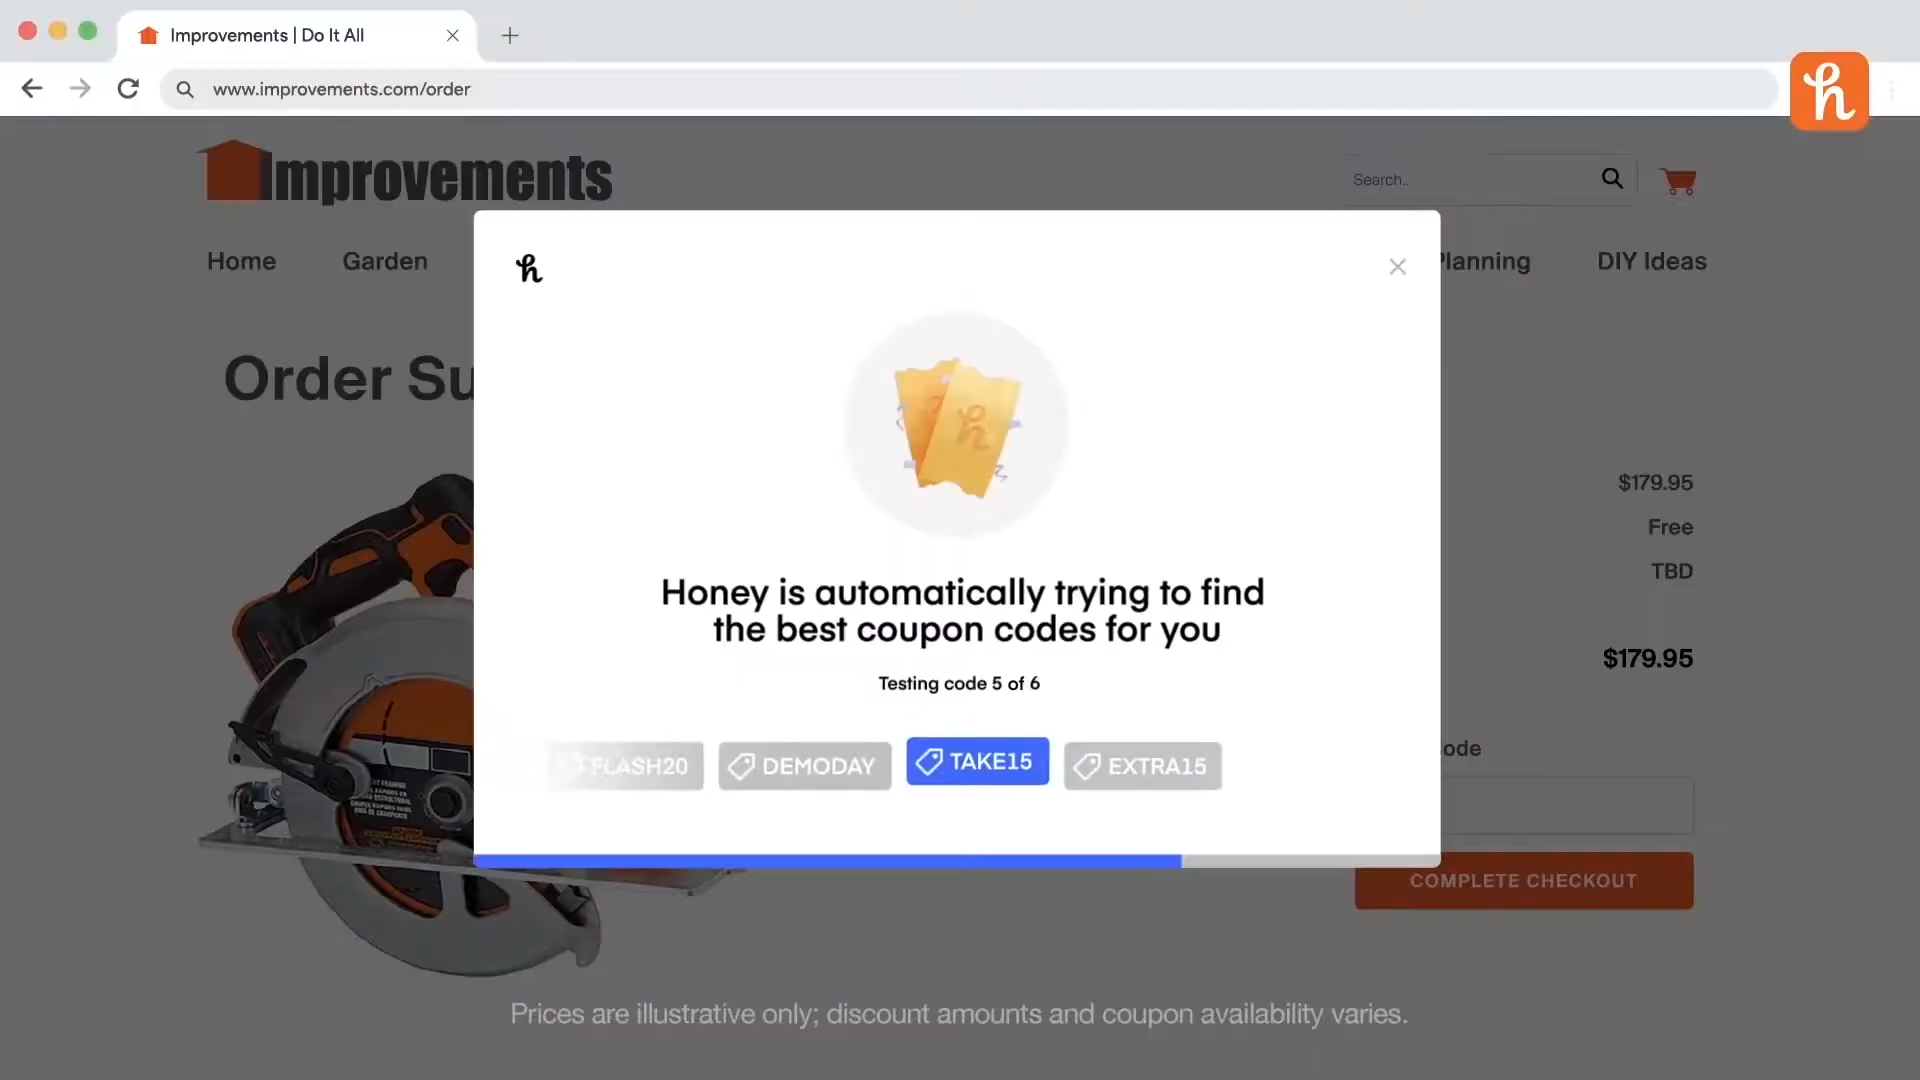 Improvements | Do It All
www.improvements.com/order
Improvements
Search..
Home Garden Planning DIY Ideas
Order Su
$179.95
Free
TBD
$179.95
Honey is automatically trying to find
the best coupon codes for you
Testing code 5 of 6
FLASH20 DEMODAY TAKE15 EXTRA15
ode
COMPLETE CHECKOUT
Prices are illustrative only; discount amounts and coupon availability varies.